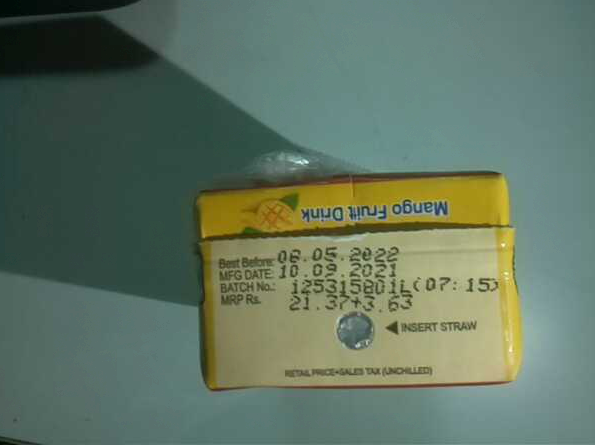 Mango Fruit Drink
Best Before: 08.05.2022
MFG DATE: 10.09.2021
BATCH No.: 125315801L(07:15)
MRP Rs. 21.37+3.63
INSERT STRAW
RETAIL PRICE+SALES TAX (UNCHILLED)